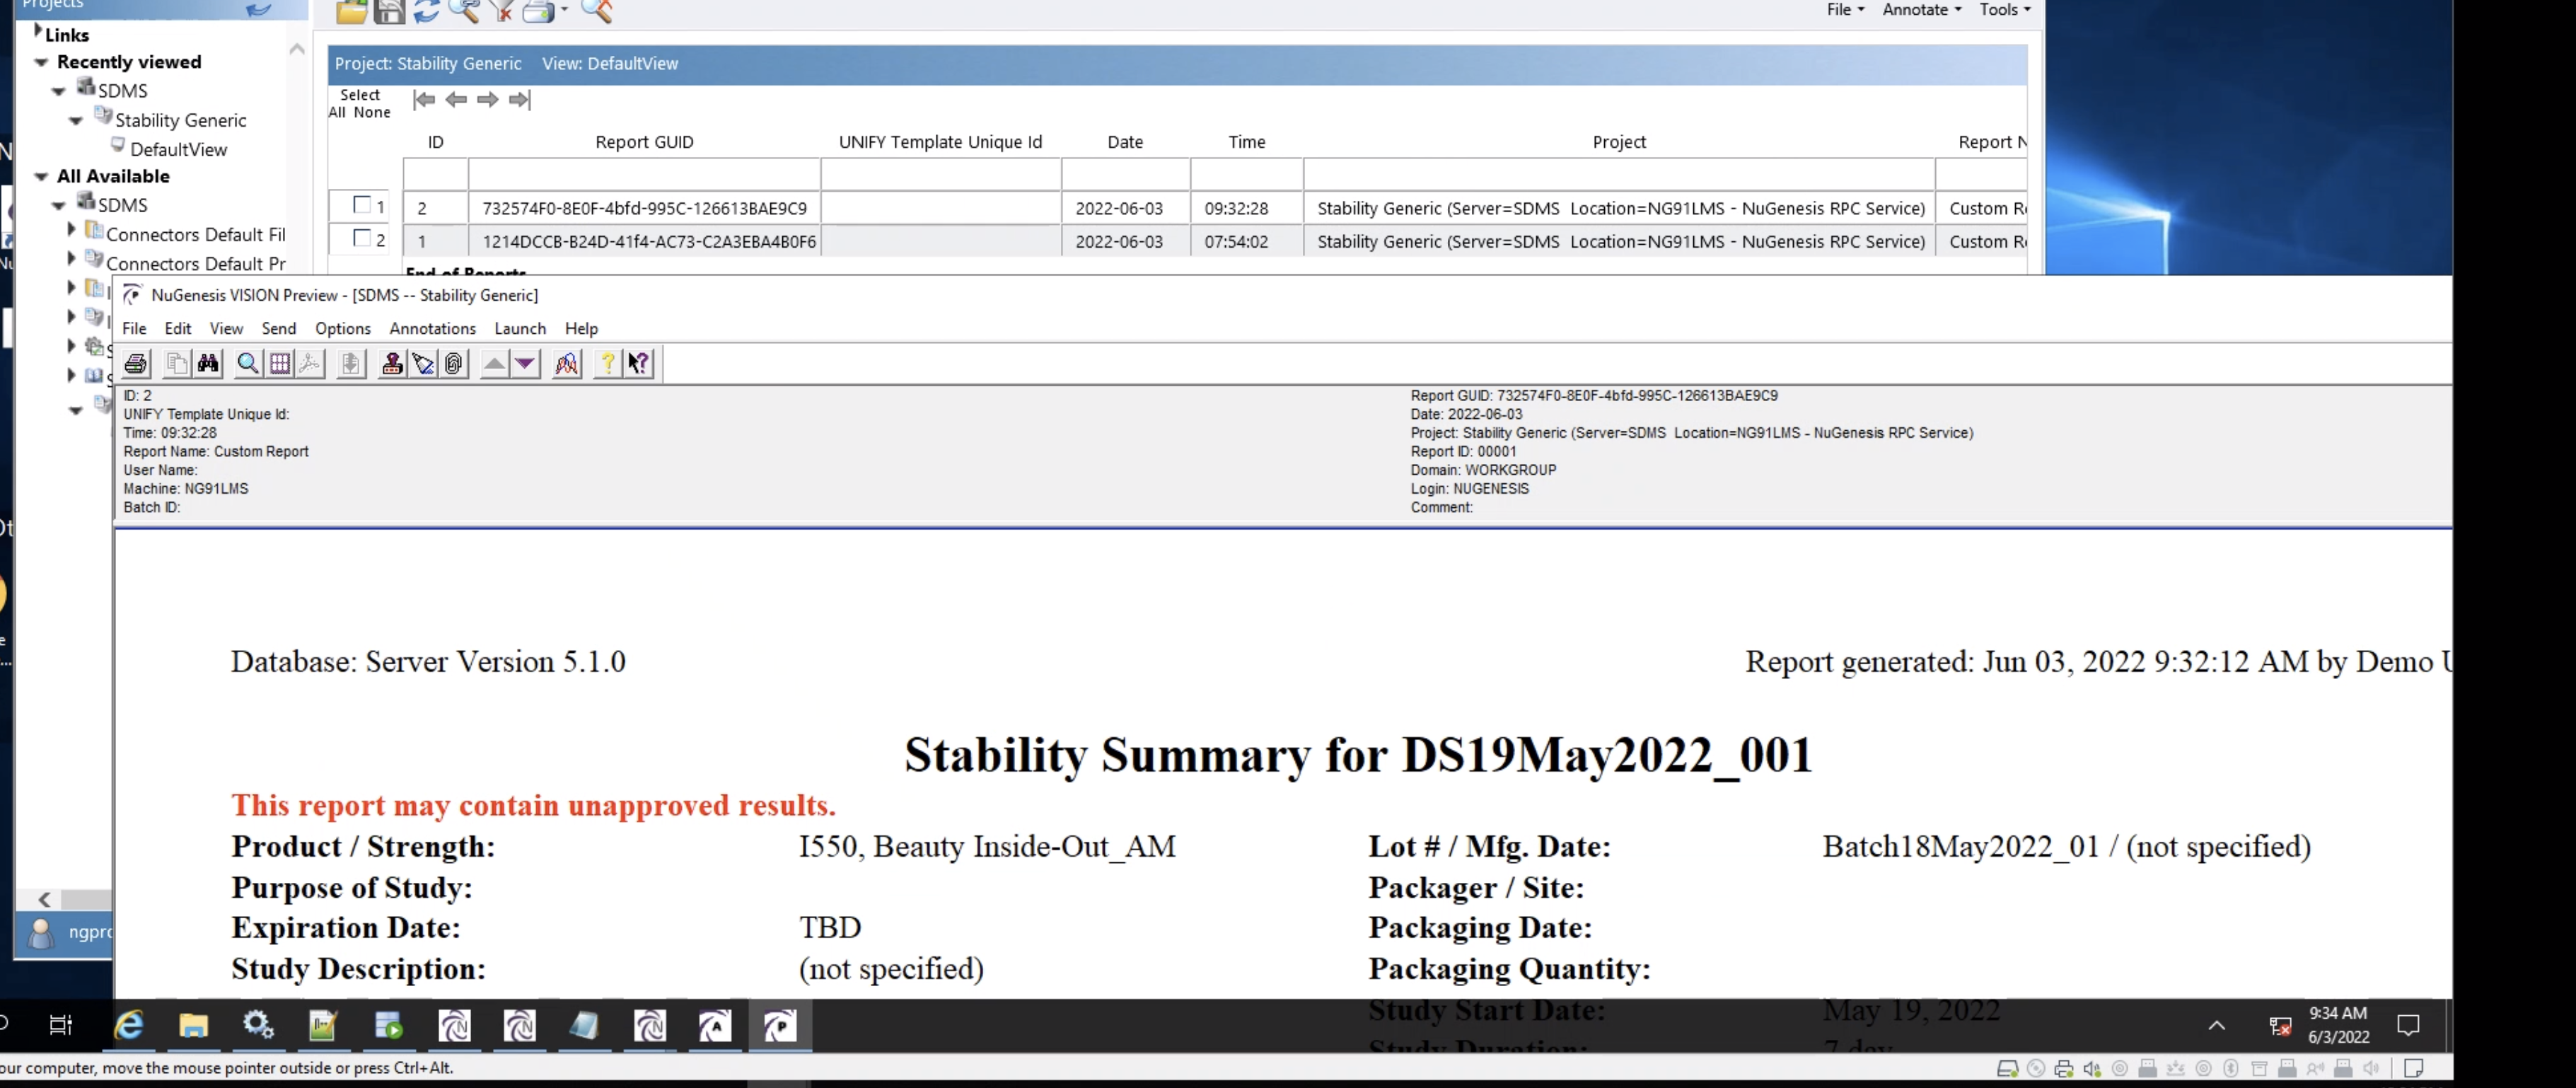 Projects
Links
Recently viewed
SDMS
Stability Generic
DefaultView
All Available
SDMS
Connectors Default Fil
Connectors Default Pr
File Annotate Tools
Project: Stability Generic View: DefaultView
Select
All None
ID Report GUID UNIFY Template Unique Id Date Time Project Report N
1 2 732574F0-8E0F-4bfd-995C-126613BAE9C9 2022-06-03 09:32:28 Stability Generic (Server=SDMS Location=NG91LMS - NuGenesis RPC Service) Custom Re
2 1 1214DCCB-B24D-41f4-AC73-C2A3EBA4B0F6 2022-06-03 07:54:02 Stability Generic (Server=SDMS Location=NG91LMS - NuGenesis RPC Service) Custom Re
End of Reports
NuGenesis VISION Preview - [SDMS -- Stability Generic]
File Edit View Send Options Annotations Launch Help
ID: 2
UNIFY Template Unique Id:
Time: 09:32:28
Report Name: Custom Report
User Name:
Machine: NG91LMS
Batch ID:
Report GUID: 732574F0-8E0F-4bfd-995C-126613BAE9C9
Date: 2022-06-03
Project: Stability Generic (Server=SDMS Location=NG91LMS - NuGenesis RPC Service)
Report ID: 00001
Domain: WORKGROUP
Login: NUGENESIS
Comment:
Database: Server Version 5.1.0 Report generated: Jun 03, 2022 9:32:12 AM by Demo U
Stability Summary for DS19May2022_001
This report may contain unapproved results.
Product / Strength: I550, Beauty Inside-Out_AM Lot # / Mfg. Date: Batch18May2022_01 / (not specified)
Purpose of Study: Packager / Site:
Expiration Date: TBD Packaging Date:
Study Description: (not specified) Packaging Quantity:
Study Start Date: May 19, 2022
Study Duration: 7 day
ngpro
9:34 AM
6/3/2022
our computer, move the mouse pointer outside or press Ctrl+Alt.